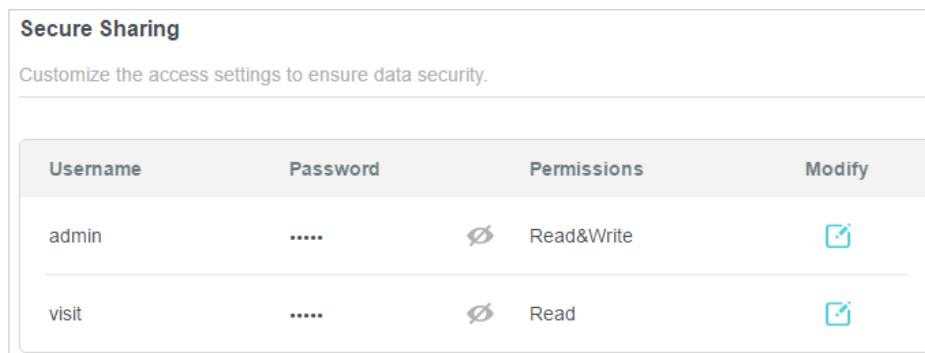 Secure Sharing
Customize the access settings to ensure data security.
Username Password Permissions Modify
admin ••••• Read&Write
visit ••••• Read